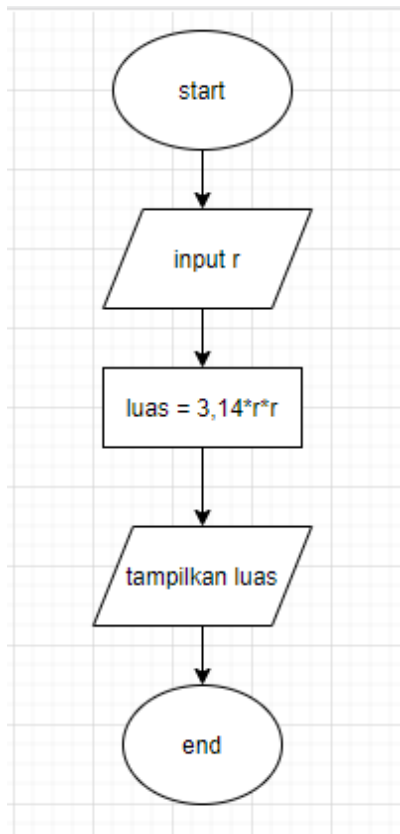 start
input r
luas = 3,14*r*r
tampilkan luas
end